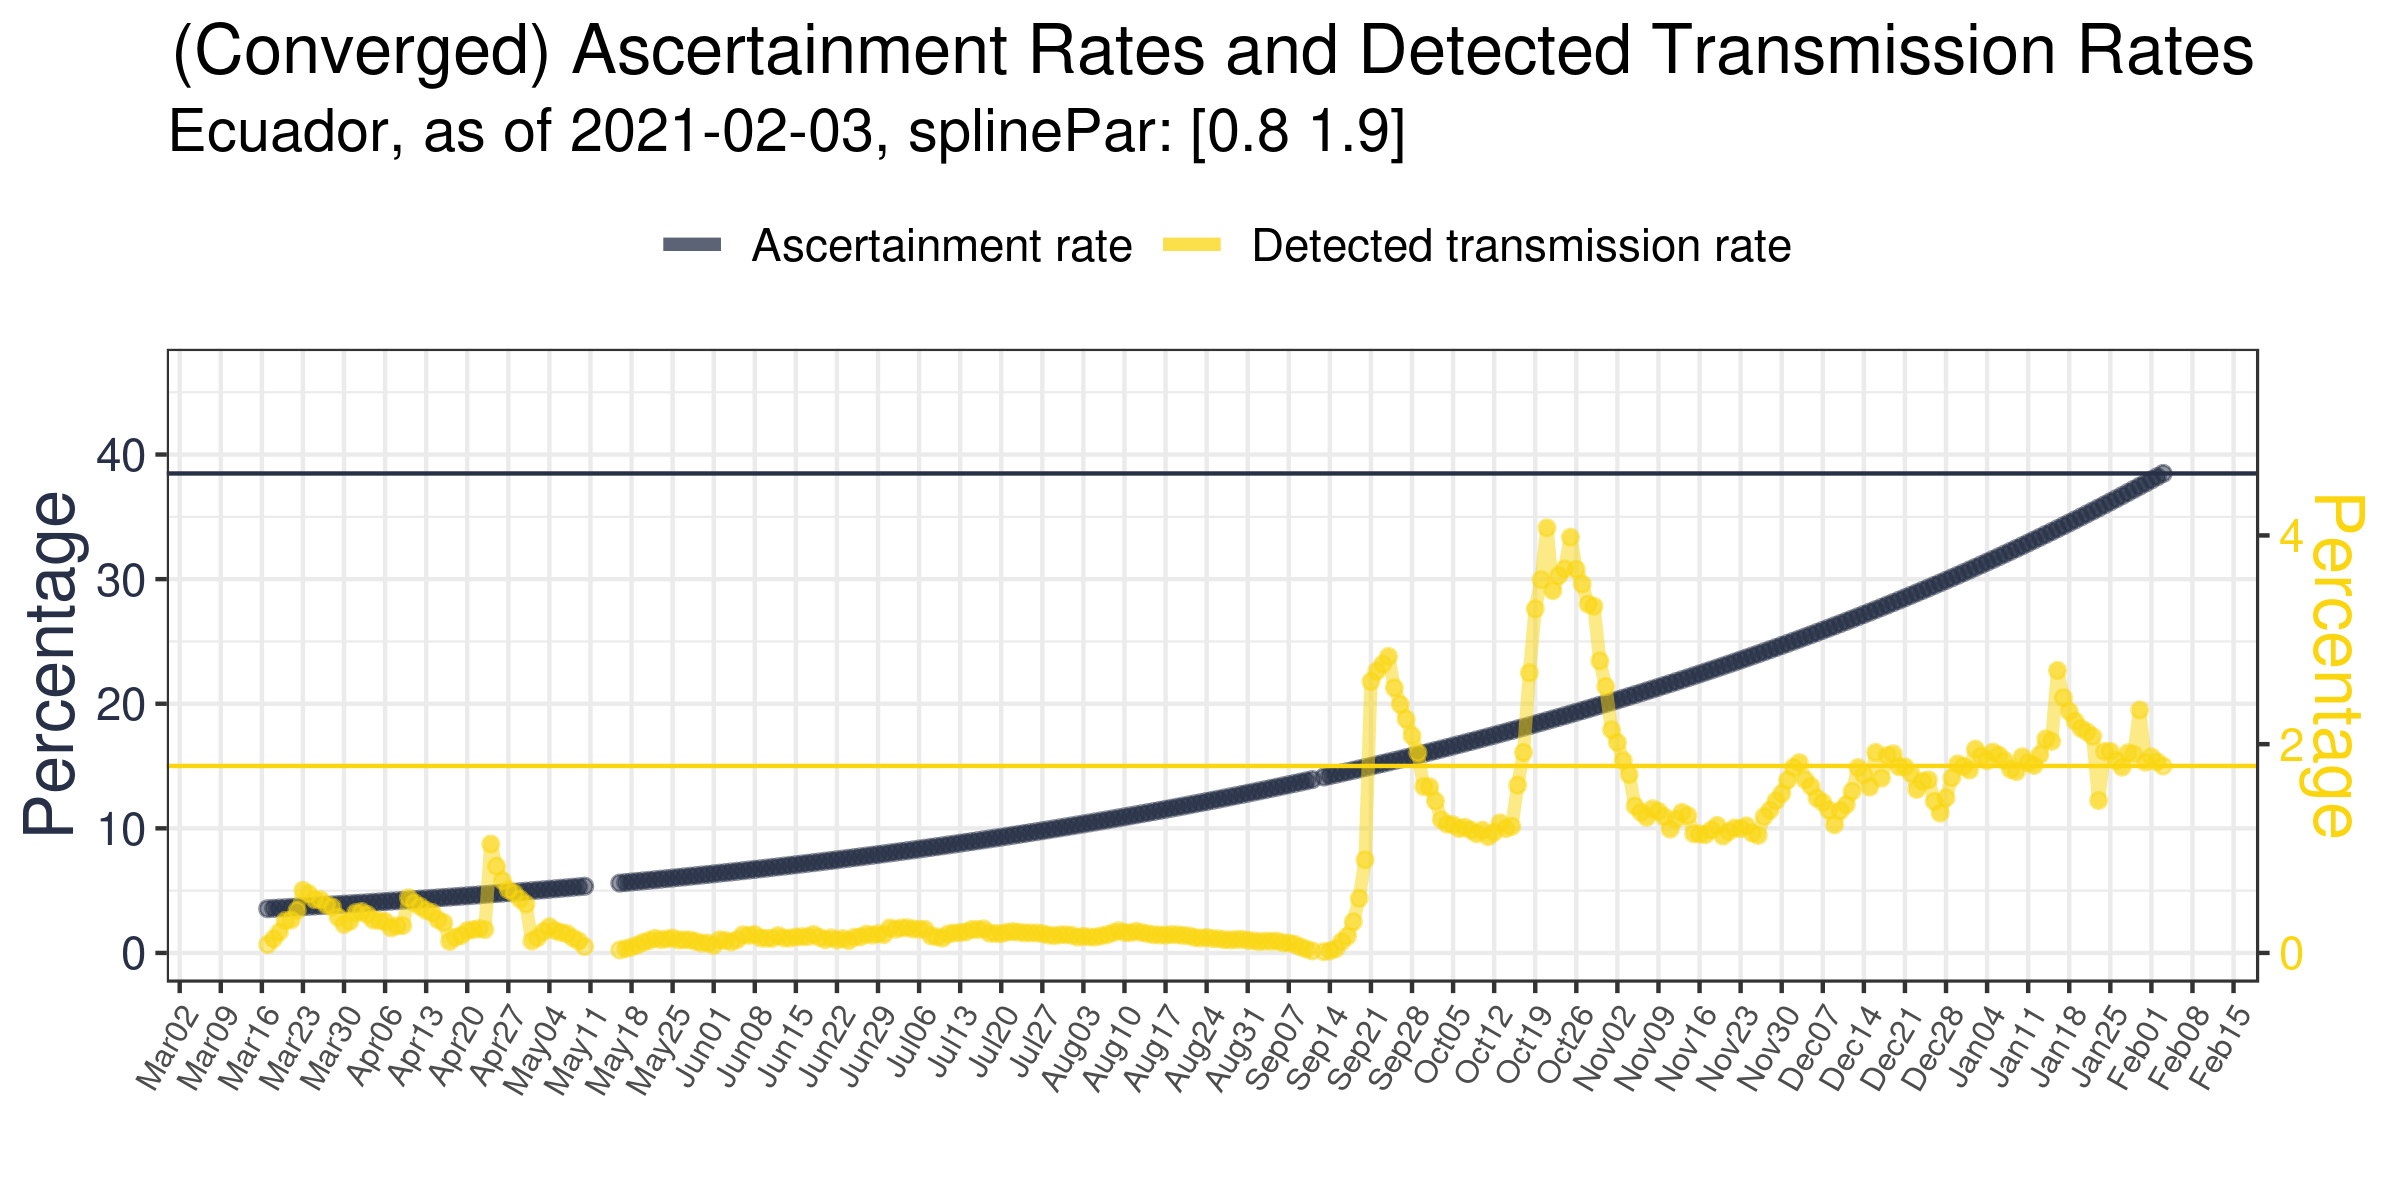 (Converged) Ascertainment Rates and Detected Transmission Rates
Ecuador, as of 2021-02-03, splinePar: [0.8 1.9]
Ascertainment rate
Detected transmission rate
Percentage
40
30
20
10
0
4
2
0
Percentage
Mar02
Mar09
Mar16
Mar23
Mar30
Apr06
Apr13
Apr20
Apr27
May04
May11
May18
May25
Jun01
Jun08
Jun15
Jun22
Jun29
Jul06
Jul13
Jul20
Jul27
Aug03
Aug10
Aug17
Aug24
Aug31
Sep07
Sep14
Sep21
Sep28
Oct05
Oct12
Oct19
Oct26
Nov02
Nov09
Nov16
Nov23
Nov30
Dec07
Dec14
Dec21
Dec28
Jan04
Jan11
Jan18
Jan25
Feb01
Feb08
Feb15